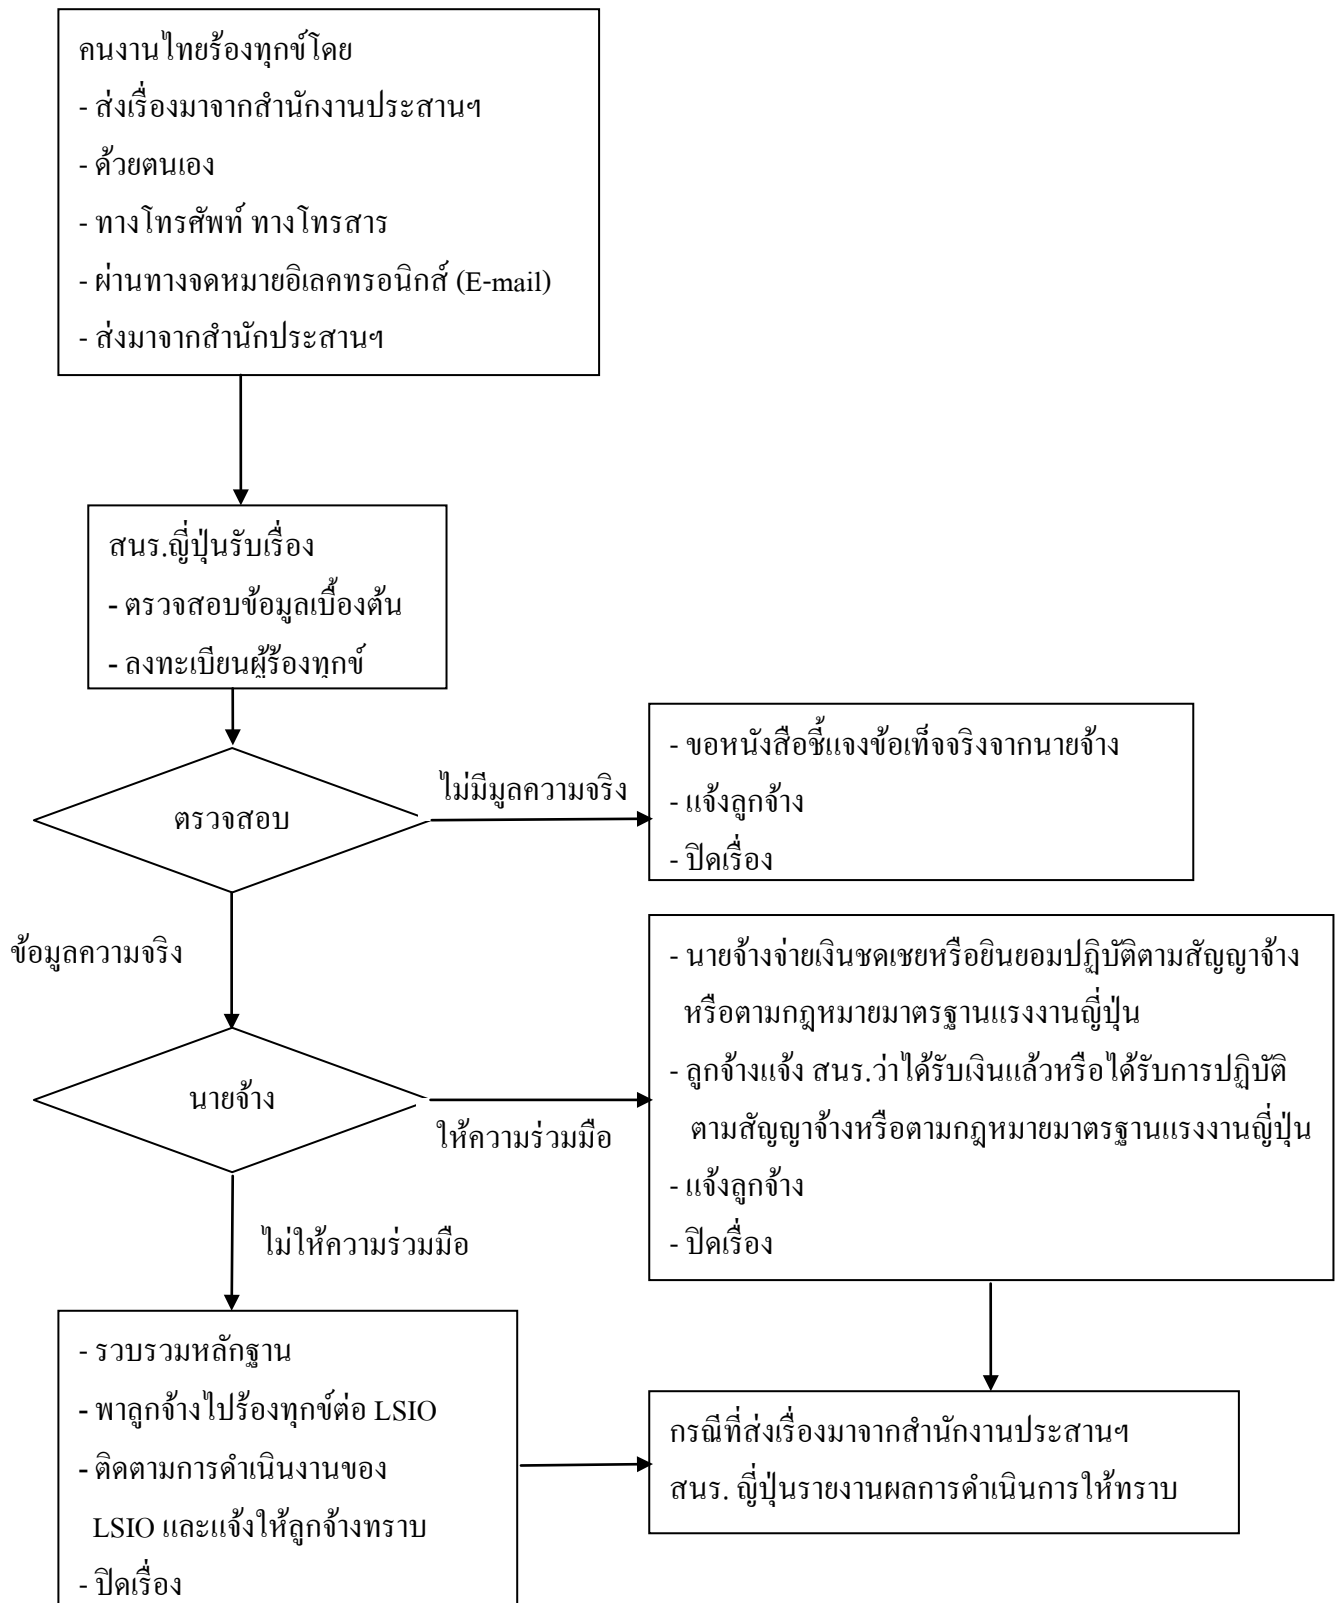 คนงานไทยร้องทุกข์โดย
- ส่งเรื่องมาจากสำนักงานประสานฯ
- ด้วยตนเอง
- ทางโทรศัพท์ ทางโทรสาร
- ผ่านทางจดหมายอิเลคทรอนิกส์ (E-mail)
- ส่งมาจากสำนักประสานฯ
สนร.ญี่ปุ่นรับเรื่อง
- ตรวจสอบข้อมูลเบื้องต้น
- ลงทะเบียนผู้ร้องทุกข์
ตรวจสอบ
ไม่มีมูลความจริง
- ขอหนังสือชี้แจงข้อเท็จจริงจากนายจ้าง
- แจ้งลูกจ้าง
- ปิดเรื่อง
ข้อมูลความจริง
นายจ้าง
ให้ความร่วมมือ
- นายจ้างจ่ายเงินชดเชยหรือยินยอมปฏิบัติตามสัญญาจ้าง
หรือตามกฎหมายมาตรฐานแรงงานญี่ปุ่น
- ลูกจ้างแจ้ง สนร.ว่าได้รับเงินแล้วหรือได้รับการปฏิบัติ
ตามสัญญาจ้างหรือตามกฎหมายมาตรฐานแรงงานญี่ปุ่น
- แจ้งลูกจ้าง
- ปิดเรื่อง
ไม่ให้ความร่วมมือ
- รวบรวมหลักฐาน
- พาลูกจ้างไปร้องทุกข์ต่อ LSIO
- ติดตามการดำเนินงานของ
LSIO และแจ้งให้ลูกจ้างทราบ
- ปิดเรื่อง
กรณีที่ส่งเรื่องมาจากสำนักงานประสานฯ
สนร. ญี่ปุ่นรายงานผลการดำเนินการให้ทราบ